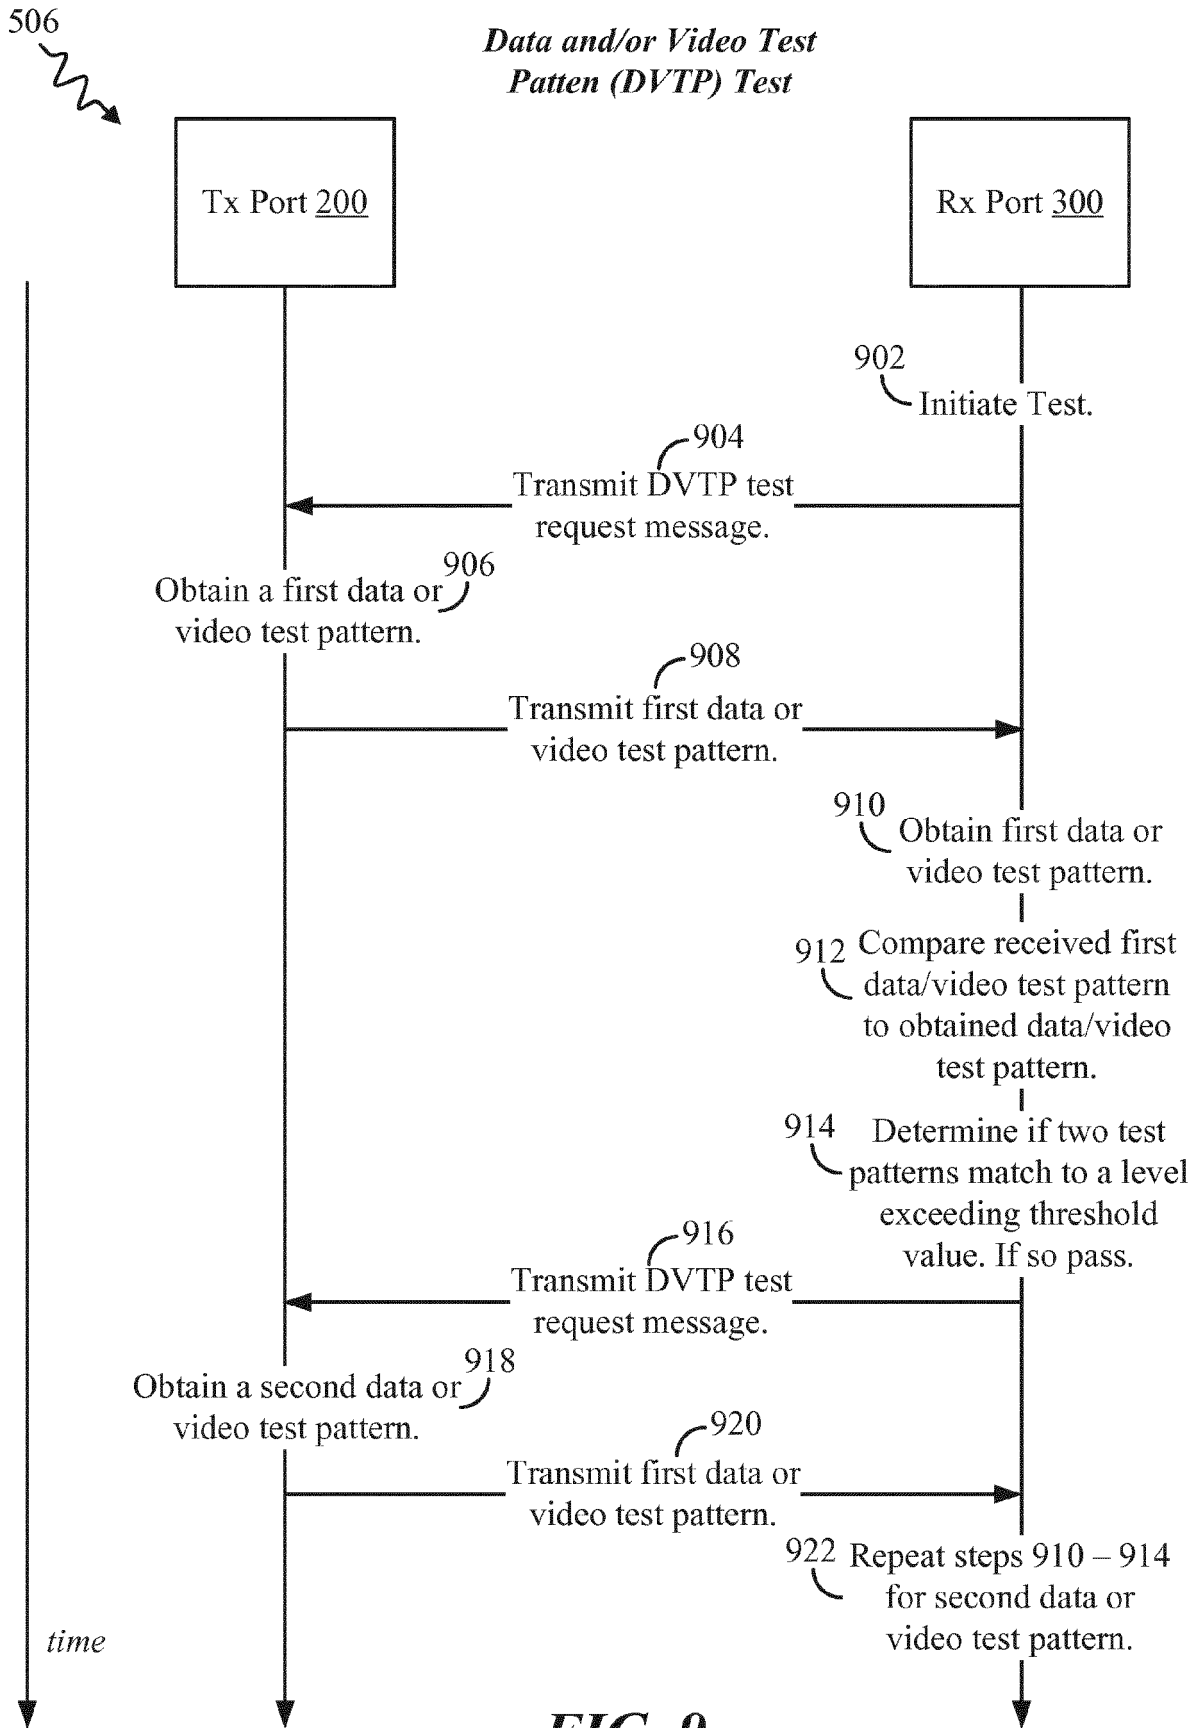 506
Data and/or Video Test
Patten (DVTP) Test
Tx Port 200
Rx Port 300
902
Initiate Test.
904
Transmit DVTP test
request message.
906
Obtain a first data or
video test pattern.
908
Transmit first data or
video test pattern.
910
Obtain first data or
video test pattern.
912
Compare received first
data/video test pattern
to obtained data/video
test pattern.
914
Determine if two test
patterns match to a level
exceeding threshold
value. If so pass.
916
Transmit DVTP test
request message.
918
Obtain a second data or
video test pattern.
920
Transmit first data or
video test pattern.
922
Repeat steps 910 – 914
for second data or
video test pattern.
time
FIG. 9